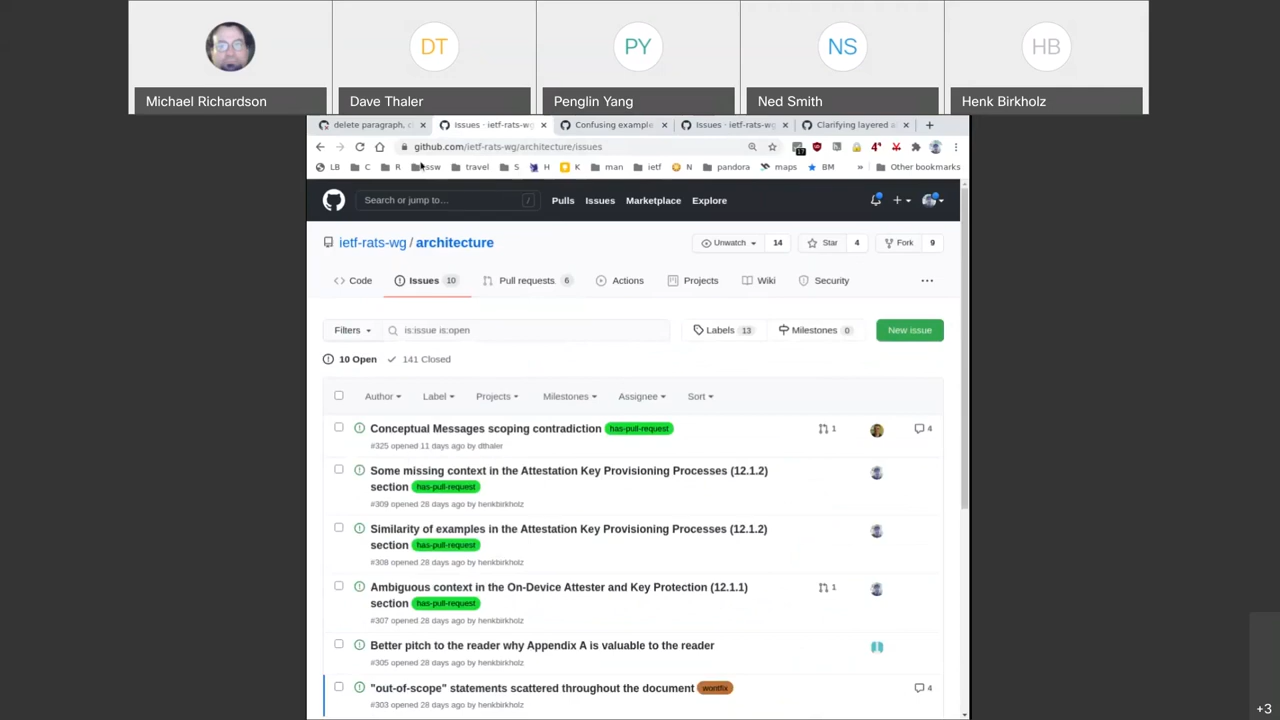 DT
PY
NS
HB
Michael Richardson
Dave Thaler
Penglin Yang
Ned Smith
Henk Birkholz
delete paragraph, c
Issues · ietf-rats-wg
Confusing example
Issues · ietf-rats-wg
Clarifying layered a
github.com/ietf-rats-wg/architecture/issues
17
4
LB
C
R
ssw
travel
S
H
K
man
ietf
N
pandora
maps
BM
»
Other bookmarks
Search or jump to...
/
Pulls
Issues
Marketplace
Explore
ietf-rats-wg / architecture
Unwatch
14
Star
4
Fork
9
Code
Issues 10
Pull requests 6
Actions
Projects
Wiki
Security
Filters
is:issue is:open
Labels 13
Milestones 0
New issue
10 Open
141 Closed
Author
Label
Projects
Milestones
Assignee
Sort
Conceptual Messages scoping contradiction has-pull-request
1
4
#325 opened 11 days ago by dthaler
Some missing context in the Attestation Key Provisioning Processes (12.1.2)
section has-pull-request
#309 opened 28 days ago by henkbirkholz
Similarity of examples in the Attestation Key Provisioning Processes (12.1.2)
section has-pull-request
#308 opened 28 days ago by henkbirkholz
Ambiguous context in the On-Device Attester and Key Protection (12.1.1)
1
section has-pull-request
#307 opened 28 days ago by henkbirkholz
Better pitch to the reader why Appendix A is valuable to the reader
#305 opened 28 days ago by henkbirkholz
"out-of-scope" statements scattered throughout the document wontfix
4
#303 opened 28 days ago by henkbirkholz
+3